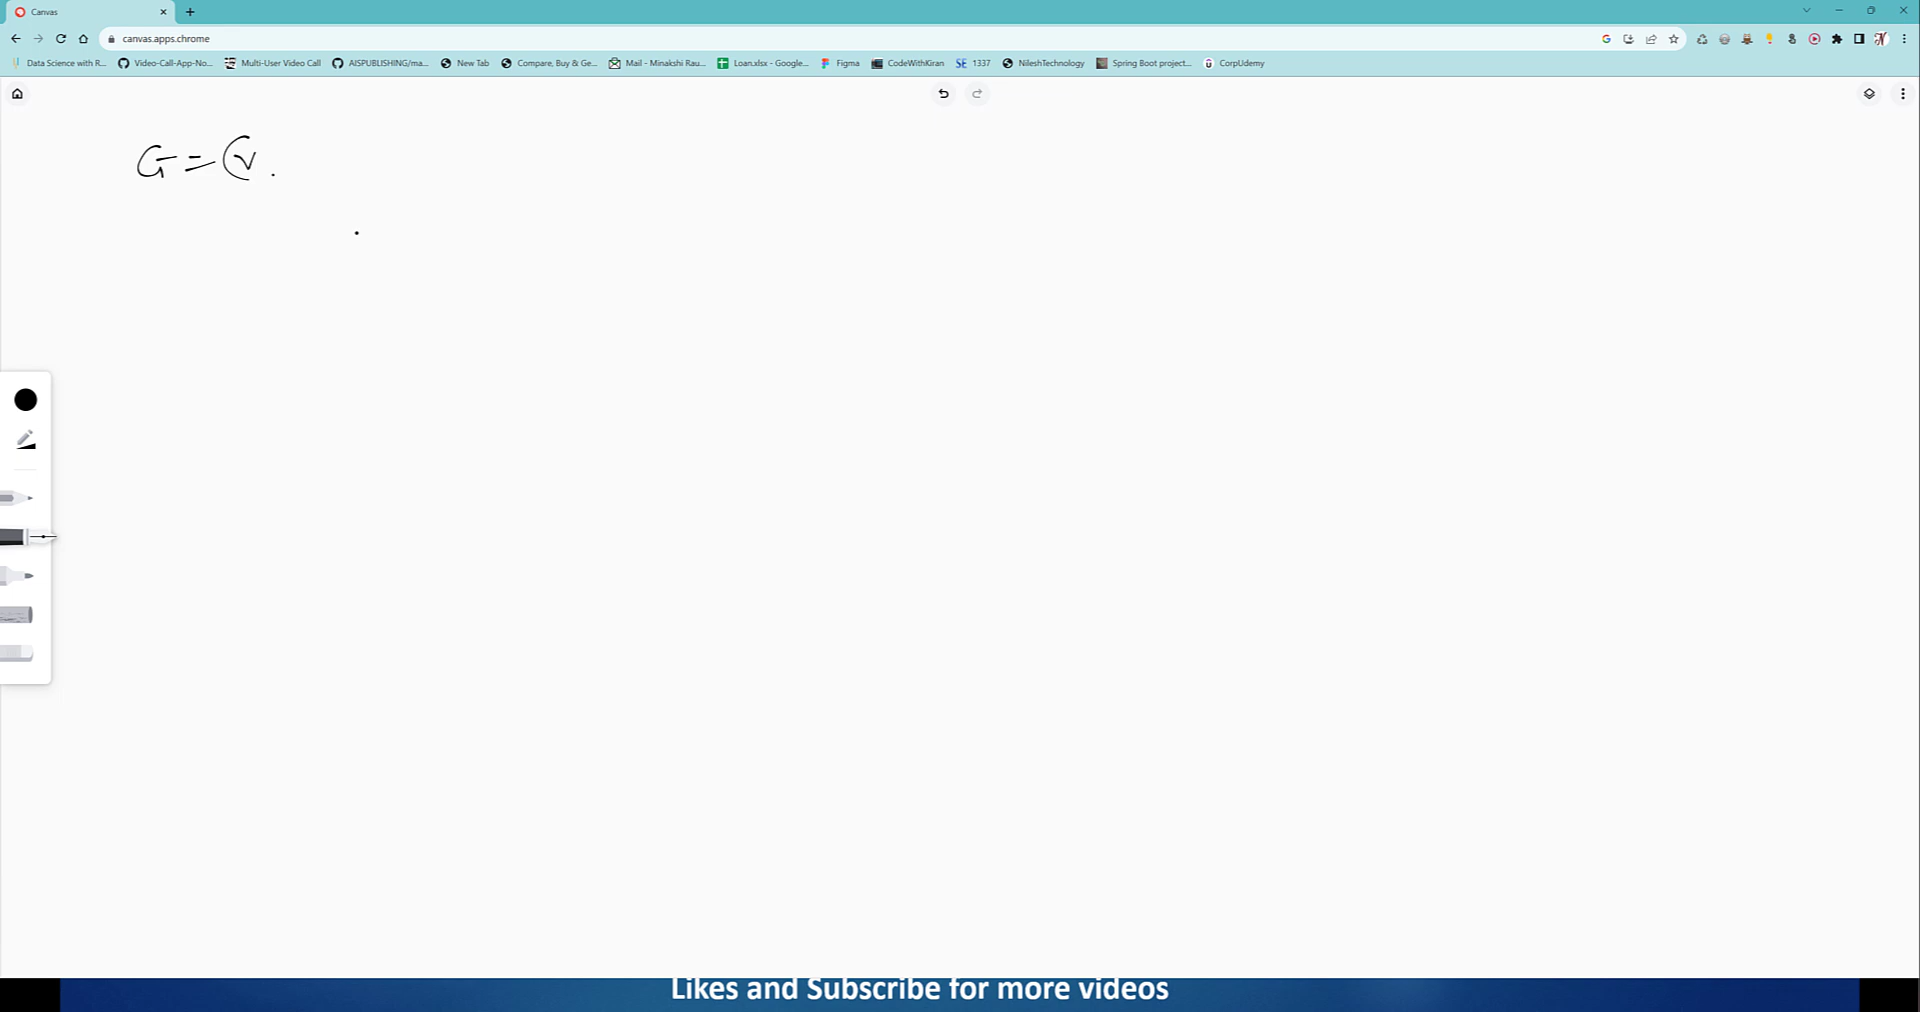 Canvas
canvas.apps.chrome
Data Science with R...
Video-Call-App-No...
Multi-User Video Call
AISPUBLISHING/ma...
New Tab
Compare, Buy & Ge...
Mail - Minakshi Rau...
Loan.xlsx - Google...
Figma
CodeWithKiran
SE 1337
NileshTechnology
Spring Boot project...
CorpUdemy
G = (V .
Likes and Subscribe for more videos